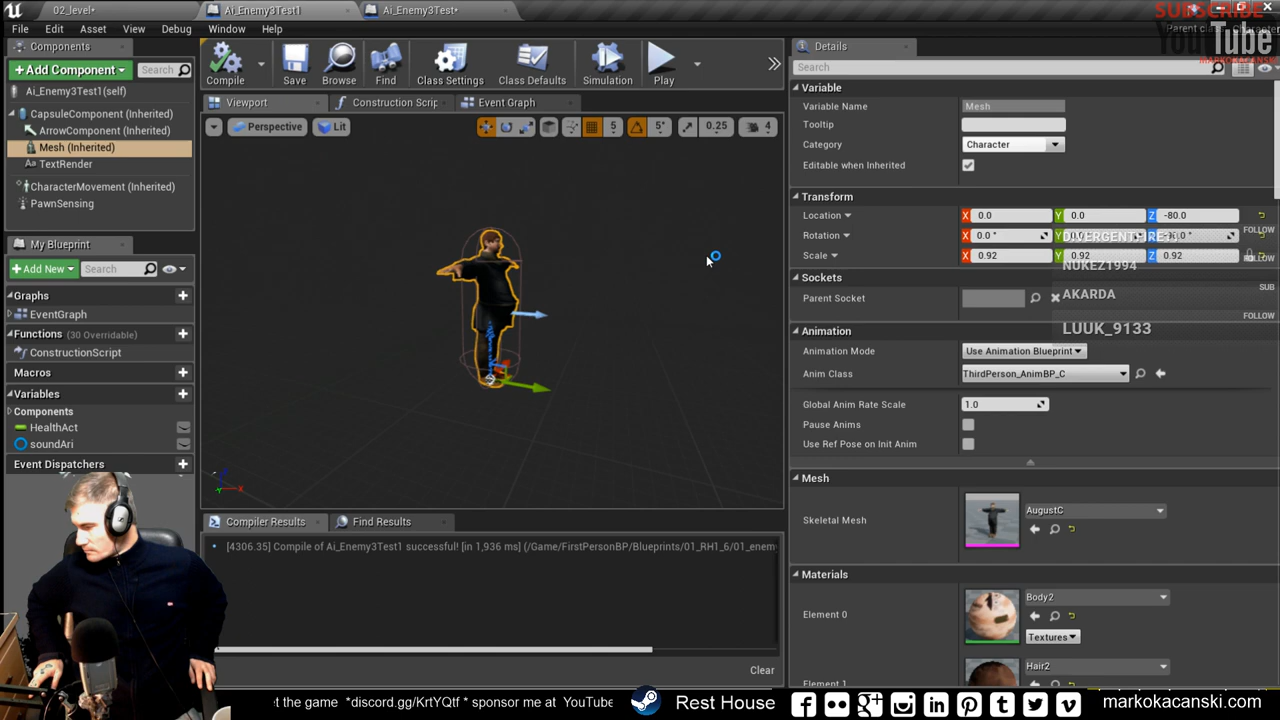 02_level*
Ai_Enemy3Test1
Ai_Enemy3Test*
SUBSCRIBE
YouTube
MARKOKACANSKI
File Edit Asset View Debug Window Help
Parent class: Character
Components
+Add Component
Search
Ai_Enemy3Test1(self)
CapsuleComponent (Inherited)
ArrowComponent (Inherited)
Mesh (Inherited)
TextRender
CharacterMovement (Inherited)
PawnSensing
My Blueprint
+Add New
Search
Graphs
EventGraph
Functions (30 Overridable)
ConstructionScript
Macros
Variables
Components
HealthAct
soundAri
Event Dispatchers
Compile Save Browse Find Class Settings Class Defaults Simulation Play
Viewport Construction Scrip Event Graph
Perspective Lit 5 5° 0.25 4
Compiler Results Find Results
[4306.35] Compile of Ai_Enemy3Test1 successful! [in 1,936 ms] (/Game/FirstPersonBP/Blueprints/01_RH1_6/01_enem
Clear
Details
Search
Variable
Variable Name Mesh
Tooltip
Category Character
Editable when Inherited
Transform
Location X 0.0 Y 0.0 Z -80.0
Rotation X 0.0 °
Scale X 0.92 Y 0.92 Z 0.92
FOLLOW
NUKEZ1994 FOLLOW
AKARDA SUB
LUUK_9133 FOLLOW
Sockets
Parent Socket
Animation
Animation Mode Use Animation Blueprint
Anim Class ThirdPerson_AnimBP_C
Global Anim Rate Scale 1.0
Pause Anims
Use Ref Pose on Init Anim
Mesh
Skeletal Mesh AugustC
Materials
Element 0 Body2
Textures
Element 1 Hair2
t the game *discord.gg/KrtYQtf * sponsor me at YouTube
Rest House
markokacanski.com